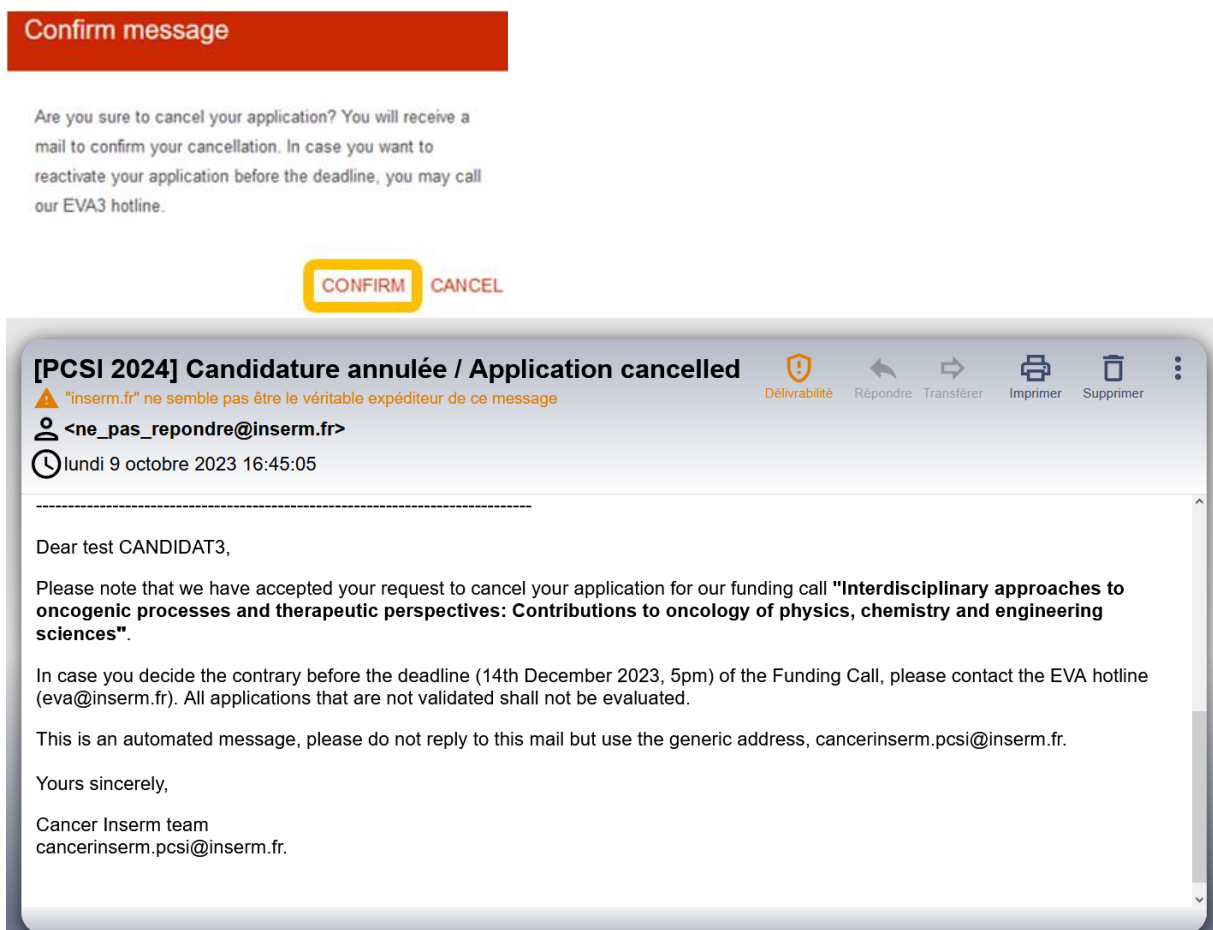 Confirm message
Are you sure to cancel your application? You will receive a
mail to confirm your cancellation. In case you want to
reactivate your application before the deadline, you may call
our EVA3 hotline.
CONFIRM CANCEL
[PCSI 2024] Candidature annulée / Application cancelled
"inserm.fr" ne semble pas être le véritable expéditeur de ce message
Délivrabilité Répondre Transférer Imprimer Supprimer
<ne_pas_repondre@inserm.fr>
lundi 9 octobre 2023 16:45:05
------------------------------------------------------------------------------
Dear test CANDIDAT3,
Please note that we have accepted your request to cancel your application for our funding call "Interdisciplinary approaches to
oncogenic processes and therapeutic perspectives: Contributions to oncology of physics, chemistry and engineering
sciences".
In case you decide the contrary before the deadline (14th December 2023, 5pm) of the Funding Call, please contact the EVA hotline
(eva@inserm.fr). All applications that are not validated shall not be evaluated.
This is an automated message, please do not reply to this mail but use the generic address, cancerinserm.pcsi@inserm.fr.
Yours sincerely,
Cancer Inserm team
cancerinserm.pcsi@inserm.fr.